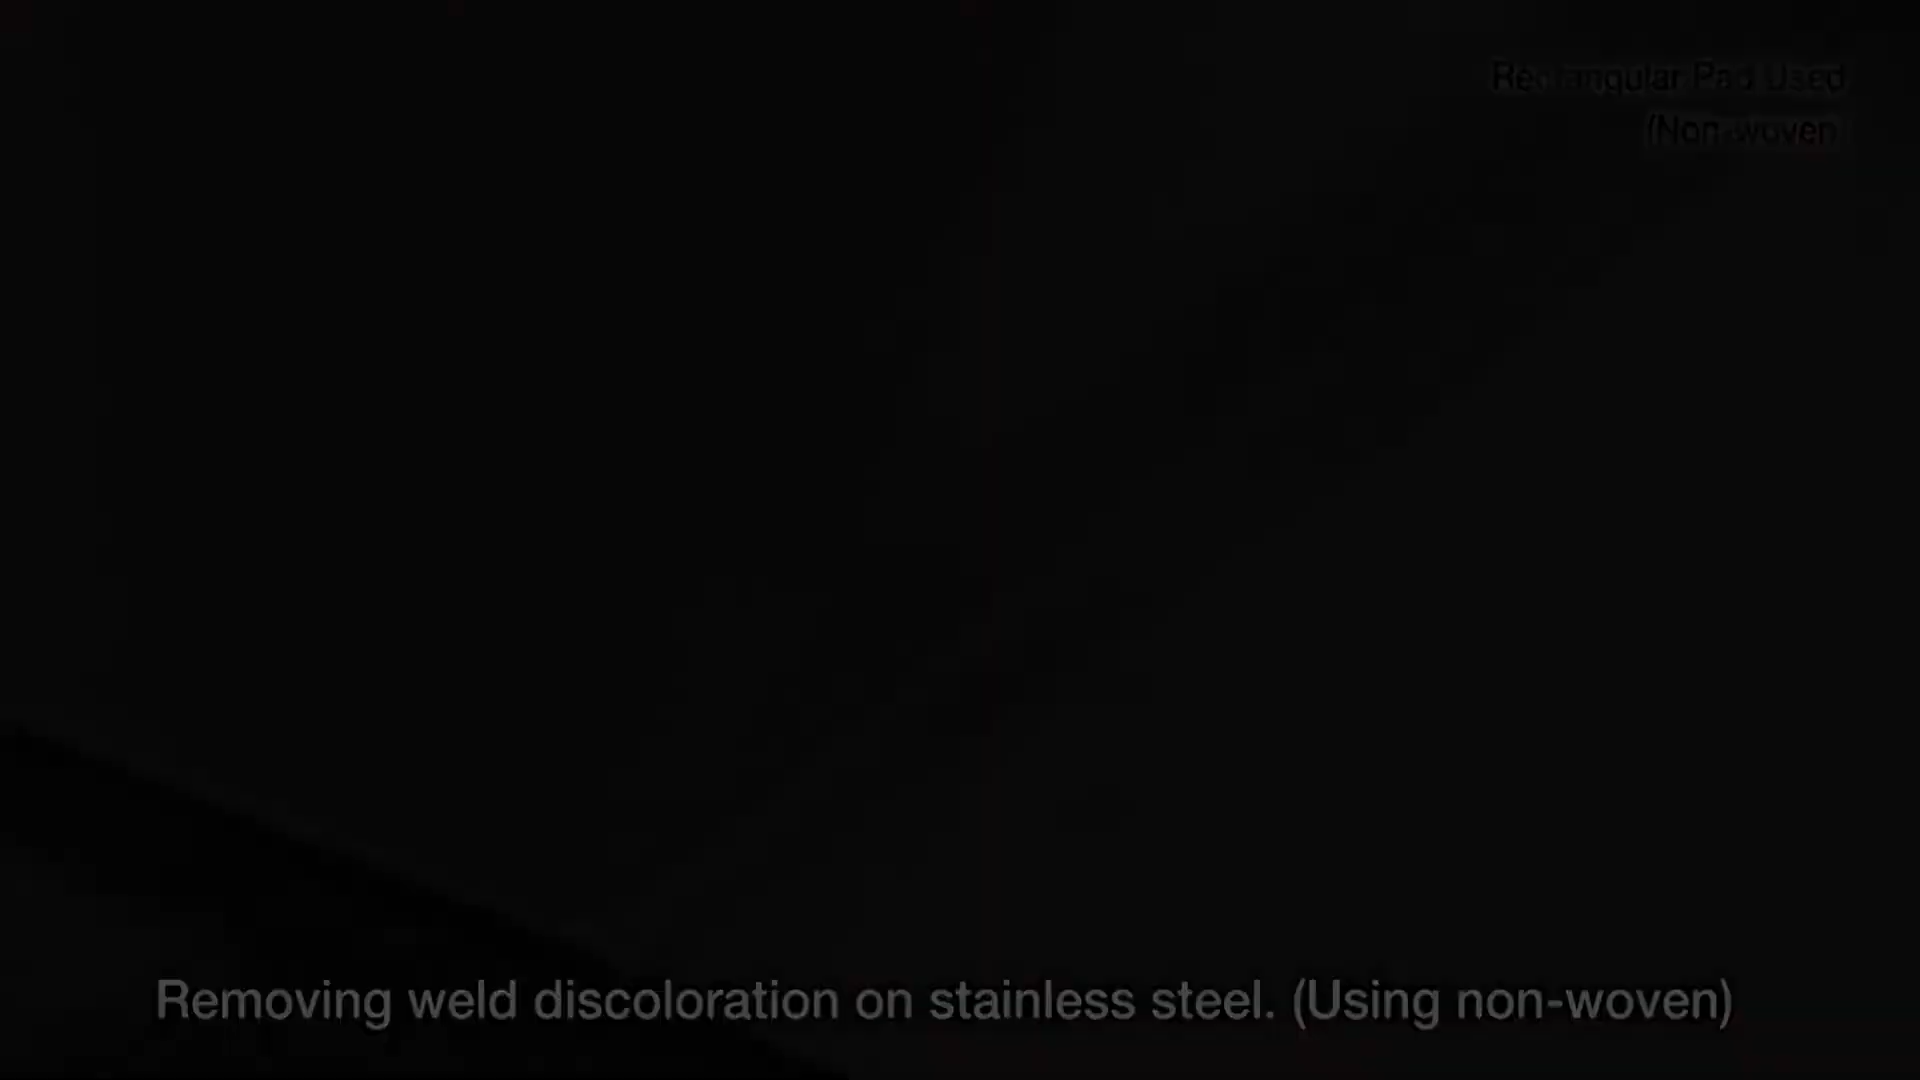 Rectangular Pad Used
(Non-woven
Removing weld discoloration on stainless steel. (Using non-woven)